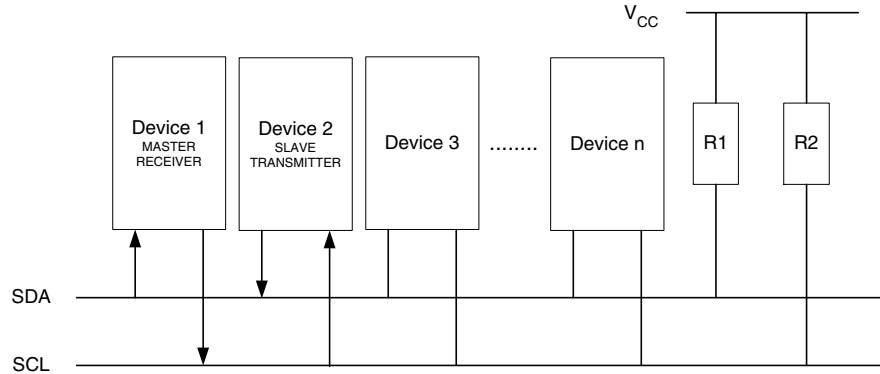 V_CC
Device 1
MASTER
RECEIVER
Device 2
SLAVE
TRANSMITTER
Device 3
........
Device n
R1
R2
SDA
SCL